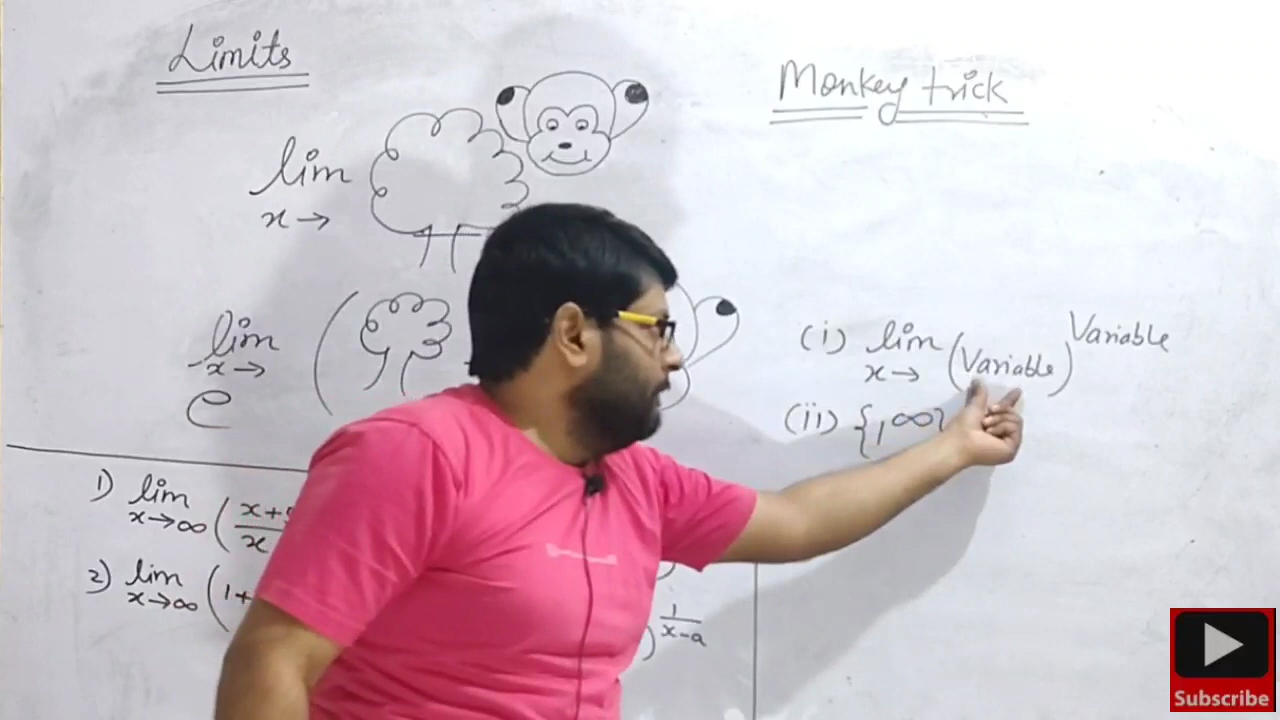 Limits
Monkey trick
lim
x→
lim
x→
e
(
(i) lim (Variable)^Variable
x→
(ii) {1^∞}
1) lim (x+
x→∞ x
2) lim (1+
x→∞
)^1/(x-a)
Subscribe